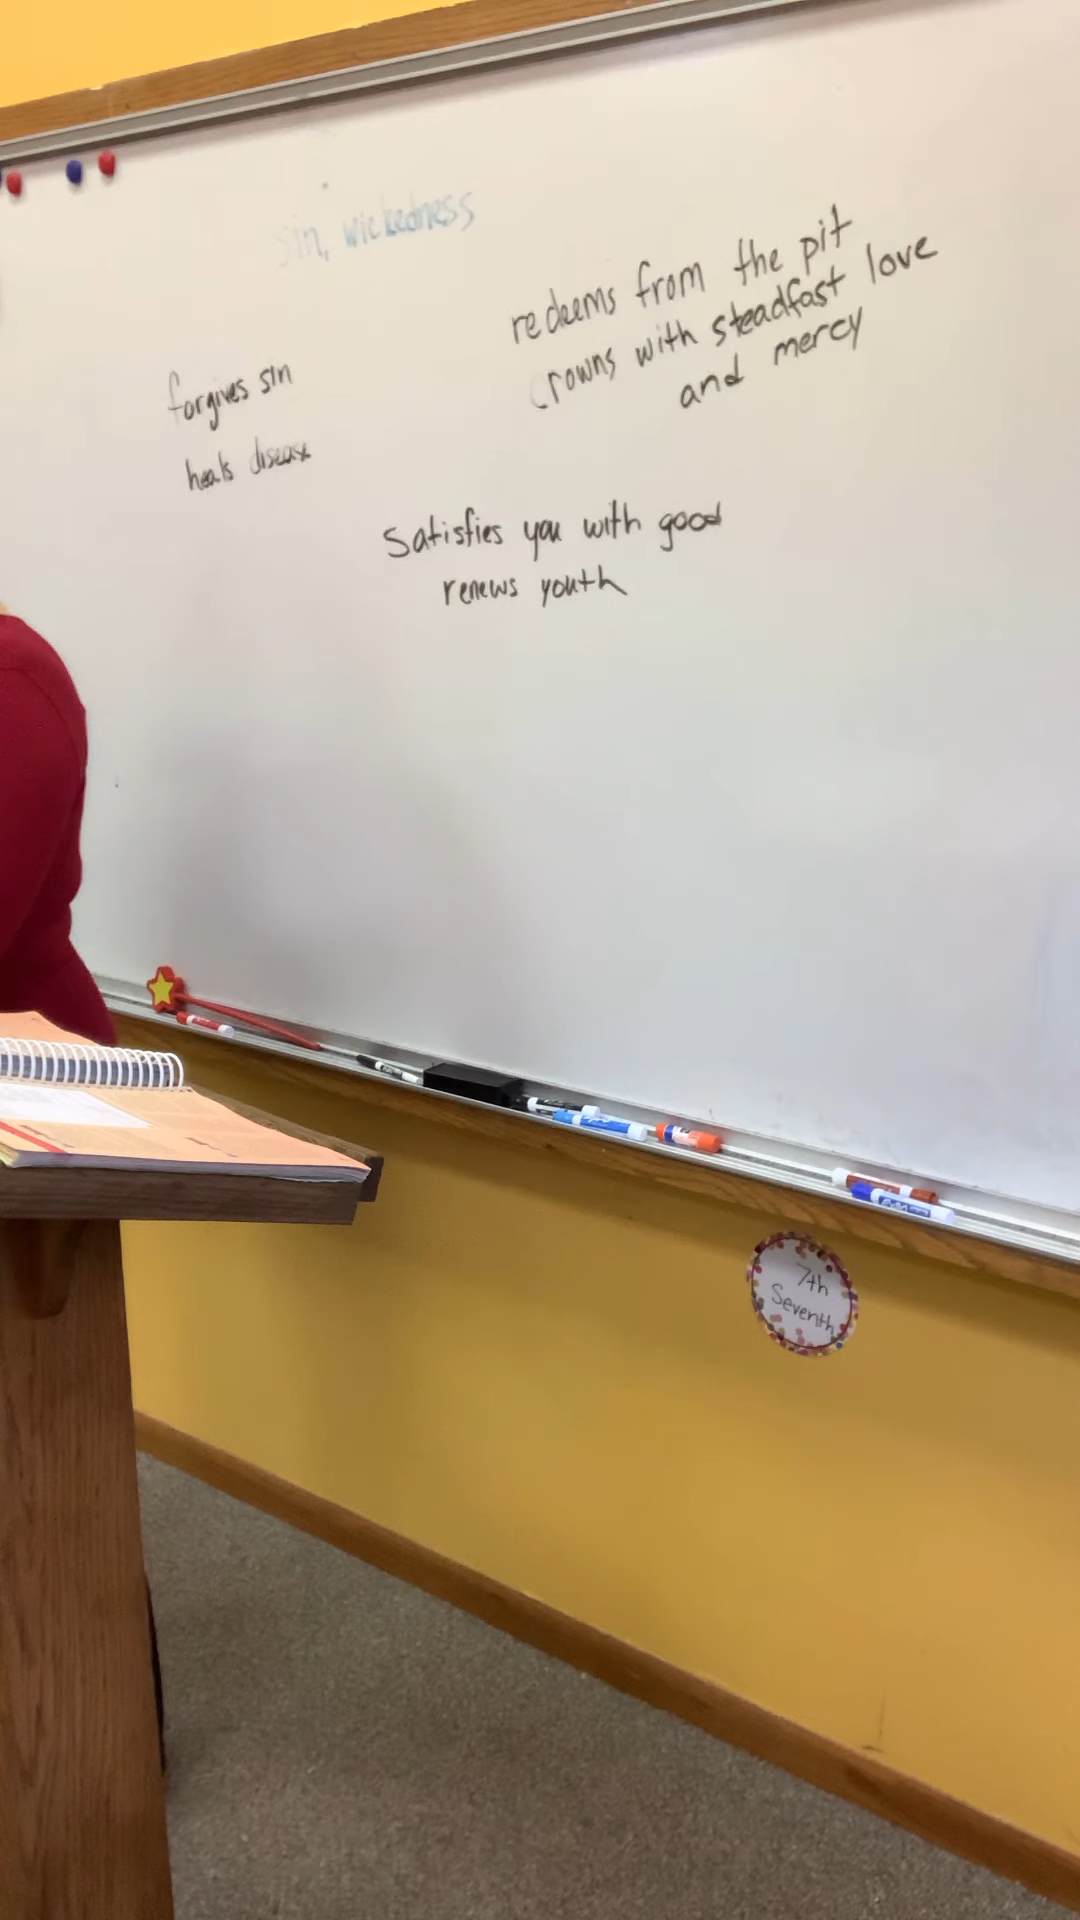 sin, wickedness
redeems from the pit
crowns with steadfast love
and mercy
forgives sin
heals disease
Satisfies you with good
renews youth
7th
Seventh